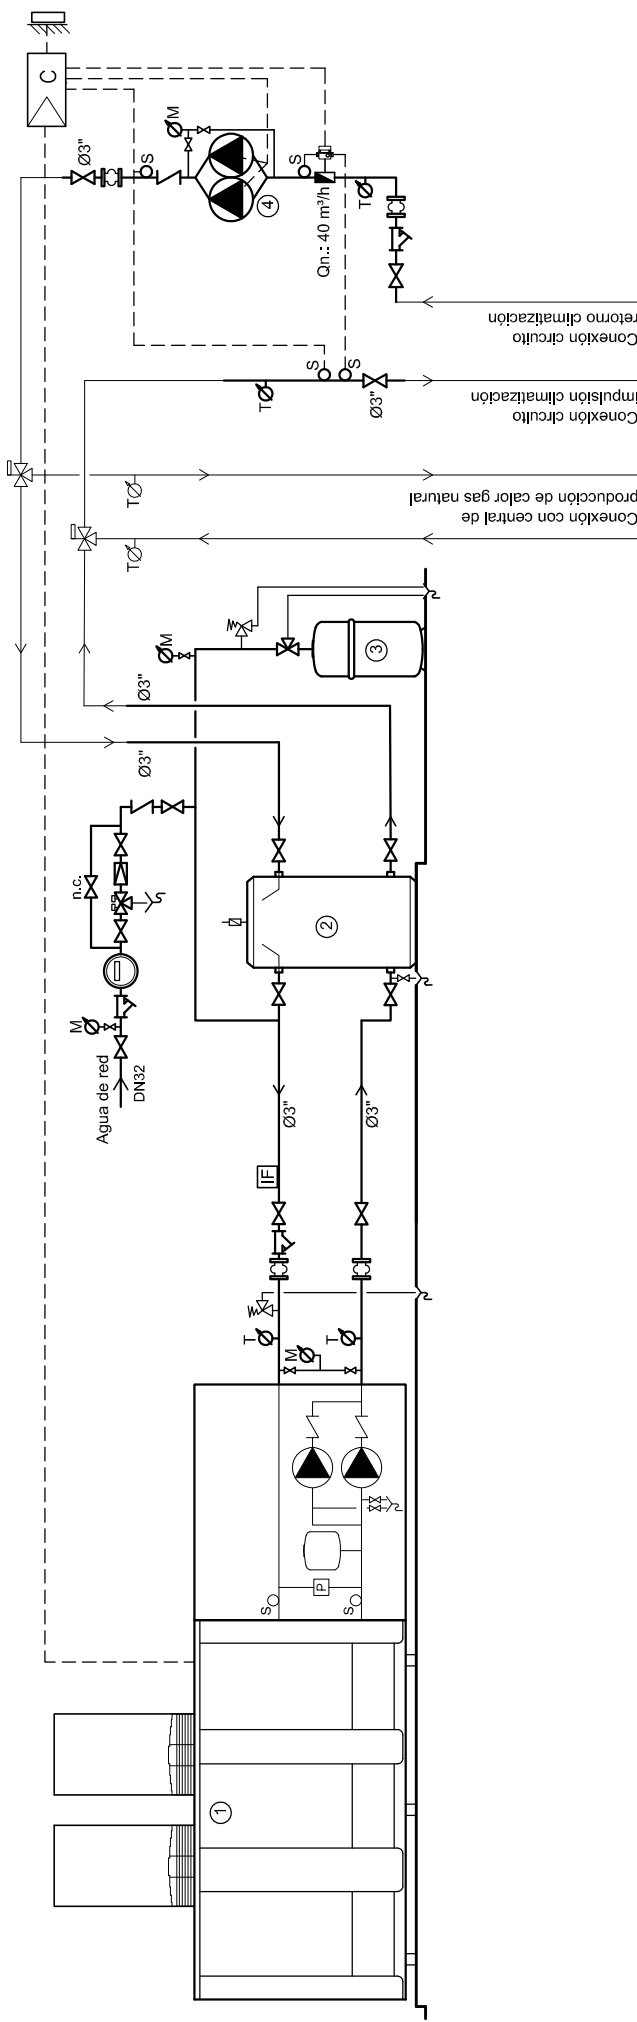 C
Ø3"
S
M
4
S
Qn.: 40 m³/h
T
Conexión circuito
retorno climatización
S
S
T
Ø3"
Conexión circuito
impulsión climatización
T
T
Conexión con central de
producción de calor gas natural
M
3
Ø3"
Ø3"
n.c.
M
Agua de red
DN32
2
Ø3"
Ø3"
IF
T
T
M
P
S
S
1